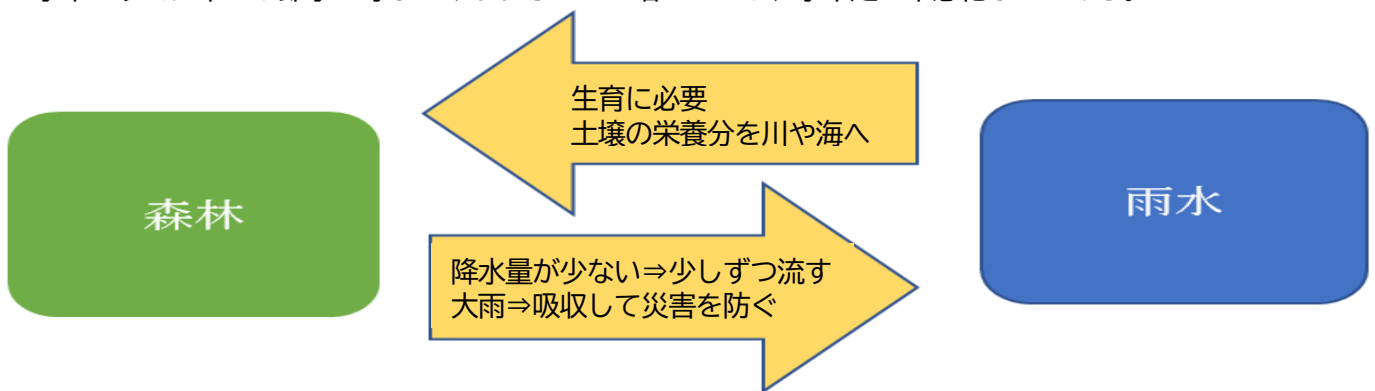 生育に必要
土壌の栄養分を川や海へ
森林
雨水
降水量が少ない⇒少しずつ流す
大雨⇒吸収して災害を防ぐ